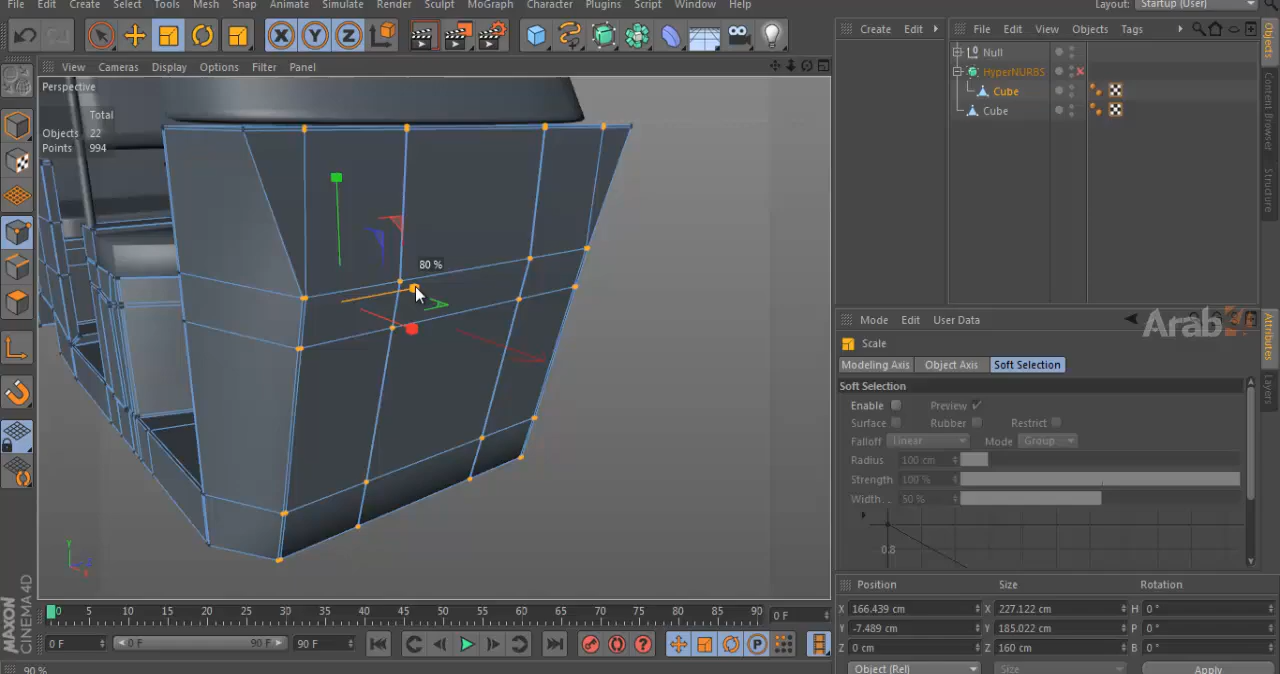 File Edit Create Select Tools Mesh Snap Animate Simulate Render Sculpt MoGraph Character Plugins Script Window Help Layout: Startup (User)
View Cameras Display Options Filter Panel
Create Edit
File Edit View Objects Tags
Perspective
Total
Objects 22
Points 994
80 %
Null
HyperNURBS
Cube
Cube
Objects
Content Browser
Structure
Mode Edit User Data
Arab
Scale
Modeling Axis Object Axis Soft Selection
Soft Selection
Enable Preview
Surface Rubber Restrict
Falloff Linear Mode Group
Radius 100 cm
Strength 100 %
Width . . 50 %
0.8
Attributes
Layers
0 5 10 15 20 25 30 35 40 45 50 55 60 65 70 75 80 85 90 0 F
0 F 0 F 90 F 90 F
Position Size Rotation
X 166.439 cm X 227.122 cm H 0 °
Y -7.489 cm Y 185.022 cm P 0 °
Z 0 cm Z 160 cm B 0 °
Object (Rel) Size Apply
MAXON
CINEMA 4D
90 %